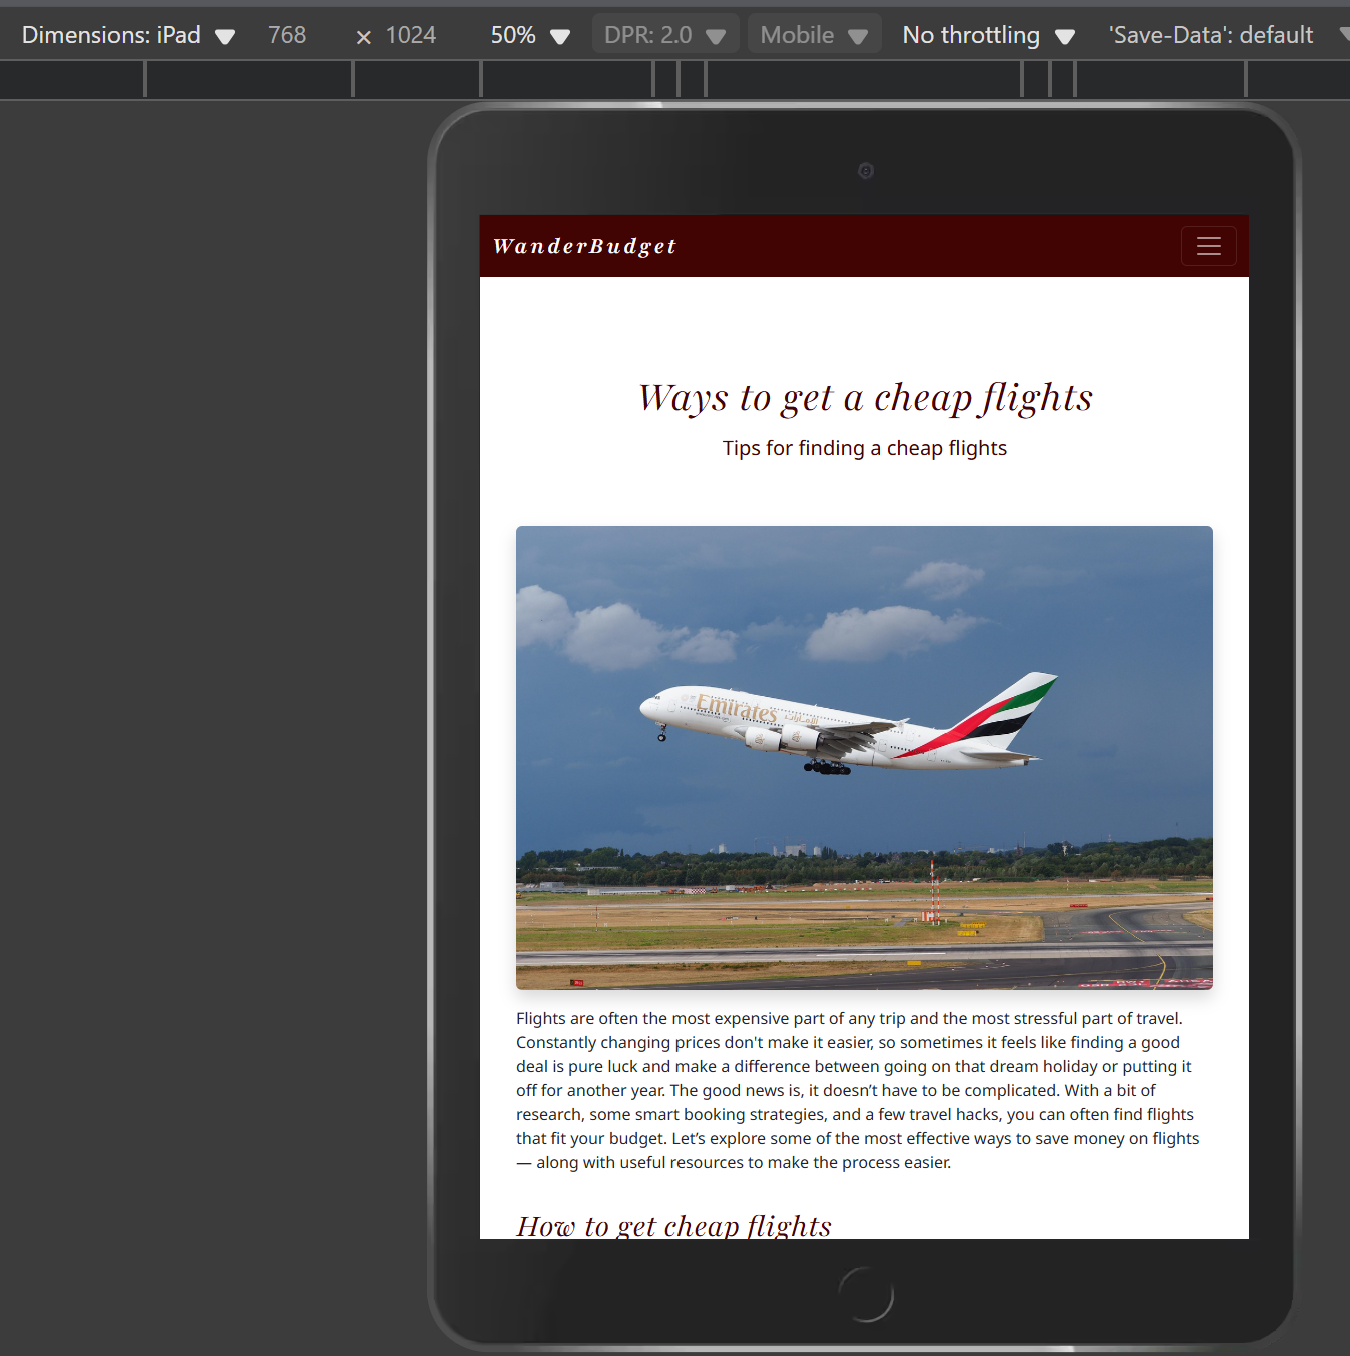 Dimensions: iPad 768 × 1024 50% DPR: 2.0 Mobile No throttling 'Save-Data': default
WanderBudget
Ways to get a cheap flights
Tips for finding a cheap flights
Emirates
Flights are often the most expensive part of any trip and the most stressful part of travel.
Constantly changing prices don't make it easier, so sometimes it feels like finding a good
deal is pure luck and make a difference between going on that dream holiday or putting it
off for another year. The good news is, it doesn’t have to be complicated. With a bit of
research, some smart booking strategies, and a few travel hacks, you can often find flights
that fit your budget. Let’s explore some of the most effective ways to save money on flights
— along with useful resources to make the process easier.
How to get cheap flights